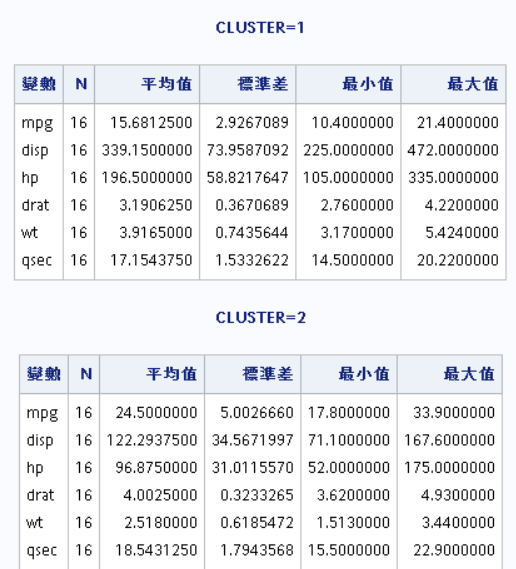 CLUSTER=1
變數 N 平均值 標準差 最小值 最大值
mpg 16 15.6812500 2.9267089 10.4000000 21.4000000
disp 16 339.1500000 73.9587092 225.0000000 472.0000000
hp 16 196.5000000 58.8217647 105.0000000 335.0000000
drat 16 3.1906250 0.3670689 2.7600000 4.2200000
wt 16 3.9165000 0.7435644 3.1700000 5.4240000
qsec 16 17.1543750 1.5332622 14.5000000 20.2200000
CLUSTER=2
變數 N 平均值 標準差 最小值 最大值
mpg 16 24.5000000 5.0026660 17.8000000 33.9000000
disp 16 122.2937500 34.5671997 71.1000000 167.6000000
hp 16 96.8750000 31.0115570 52.0000000 175.0000000
drat 16 4.0025000 0.3233265 3.6200000 4.9300000
wt 16 2.5180000 0.6185472 1.5130000 3.4400000
qsec 16 18.5431250 1.7943568 15.5000000 22.9000000